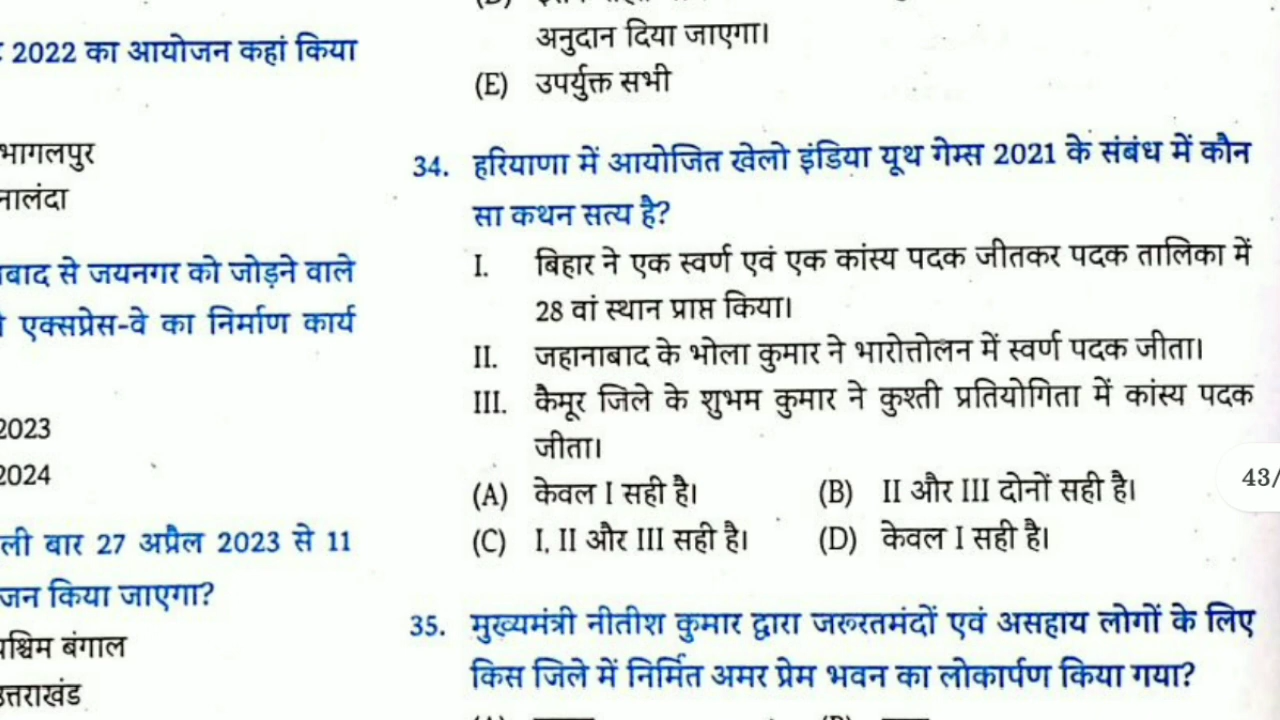 2022 का आयोजन कहां किया
भागलपुर
नालंदा
बाद से जयनगर को जोड़ने वाले
एक्सप्रेस-वे का निर्माण कार्य
2023
2024
ली बार 27 अप्रैल 2023 से 11
जन किया जाएगा?
पश्चिम बंगाल
उत्तराखंड
अनुदान दिया जाएगा।
(E) उपर्युक्त सभी
34. हरियाणा में आयोजित खेलो इंडिया यूथ गेम्स 2021 के संबंध में कौन
सा कथन सत्य है?
I. बिहार ने एक स्वर्ण एवं एक कांस्य पदक जीतकर पदक तालिका में
28 वां स्थान प्राप्त किया।
II. जहानाबाद के भोला कुमार ने भारोत्तोलन में स्वर्ण पदक जीता।
III. कैमूर जिले के शुभम कुमार ने कुश्ती प्रतियोगिता में कांस्य पदक
जीता।
(A) केवल I सही है। (B) II और III दोनों सही है।
(C) I, II और III सही है। (D) केवल I सही है।
35. मुख्यमंत्री नीतीश कुमार द्वारा जरूरतमंदों एवं असहाय लोगों के लिए
किस जिले में निर्मित अमर प्रेम भवन का लोकार्पण किया गया?
43/